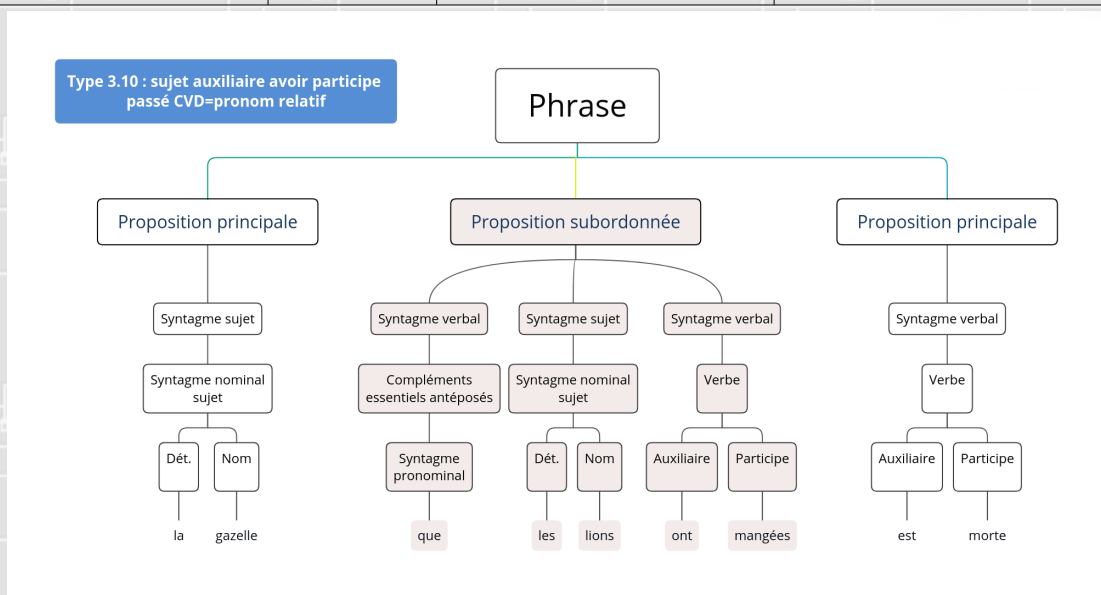 Type 3.10 : sujet auxiliaire avoir participe
passé CVD=pronom relatif
Phrase
Proposition principale
Proposition subordonnée
Proposition principale
Syntagme sujet
Syntagme verbal
Syntagme sujet
Syntagme verbal
Syntagme verbal
Syntagme nominal
sujet
Compléments
essentiels antéposés
Syntagme nominal
sujet
Verbe
Verbe
Dét.
Nom
Syntagme
pronominal
Dét.
Nom
Auxiliaire
Participe
Auxiliaire
Participe
la
gazelle
que
les
lions
ont
mangées
est
morte